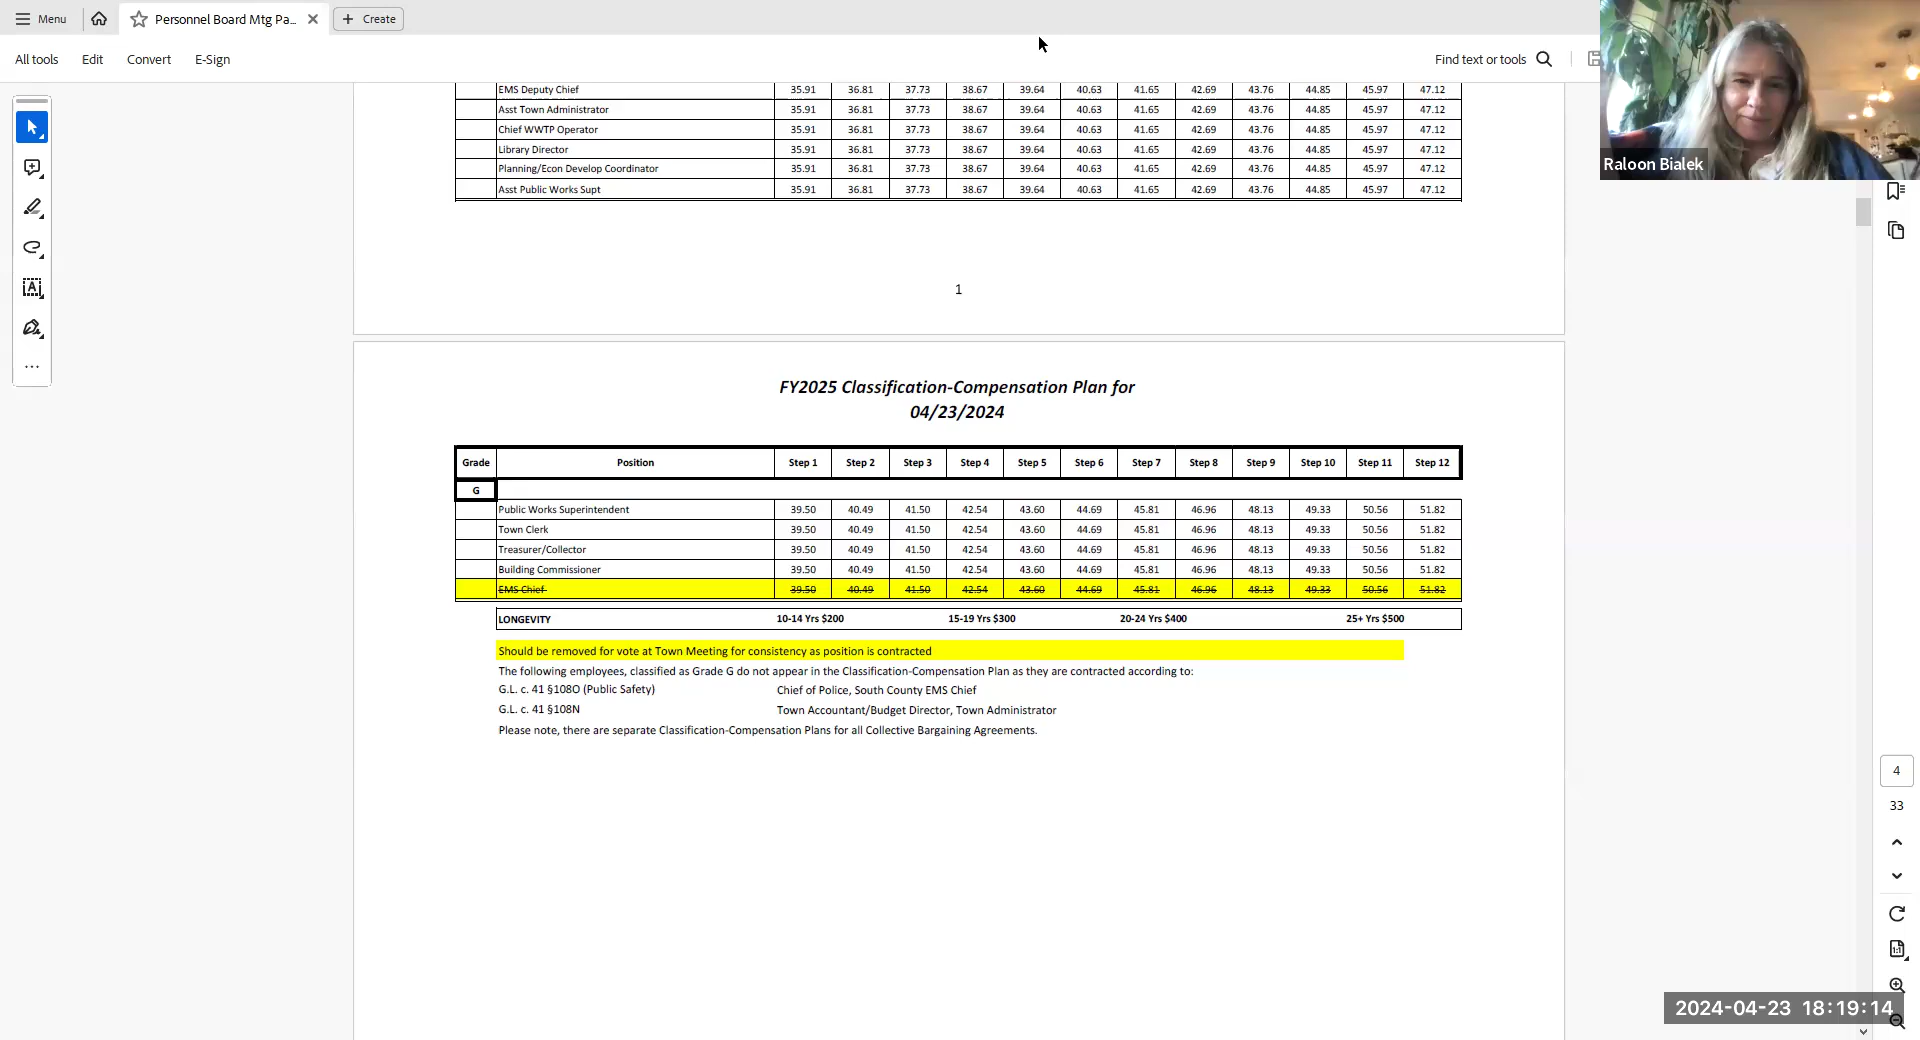 Menu
Personnel Board Mtg Pa...
Create
All tools
Edit
Convert
E-Sign
Find text or tools
Raloon Bialek
EMS Deputy Chief 35.91 36.81 37.73 38.67 39.64 40.63 41.65 42.69 43.76 44.85 45.97 47.12
Asst Town Administrator 35.91 36.81 37.73 38.67 39.64 40.63 41.65 42.69 43.76 44.85 45.97 47.12
Chief WWTP Operator 35.91 36.81 37.73 38.67 39.64 40.63 41.65 42.69 43.76 44.85 45.97 47.12
Library Director 35.91 36.81 37.73 38.67 39.64 40.63 41.65 42.69 43.76 44.85 45.97 47.12
Planning/Econ Develop Coordinator 35.91 36.81 37.73 38.67 39.64 40.63 41.65 42.69 43.76 44.85 45.97 47.12
Asst Public Works Supt 35.91 36.81 37.73 38.67 39.64 40.63 41.65 42.69 43.76 44.85 45.97 47.12
1
FY2025 Classification-Compensation Plan for
04/23/2024
Grade Position Step 1 Step 2 Step 3 Step 4 Step 5 Step 6 Step 7 Step 8 Step 9 Step 10 Step 11 Step 12
G
Public Works Superintendent 39.50 40.49 41.50 42.54 43.60 44.69 45.81 46.96 48.13 49.33 50.56 51.82
Town Clerk 39.50 40.49 41.50 42.54 43.60 44.69 45.81 46.96 48.13 49.33 50.56 51.82
Treasurer/Collector 39.50 40.49 41.50 42.54 43.60 44.69 45.81 46.96 48.13 49.33 50.56 51.82
Building Commissioner 39.50 40.49 41.50 42.54 43.60 44.69 45.81 46.96 48.13 49.33 50.56 51.82
EMS Chief 39.50 40.49 41.50 42.54 43.60 44.69 45.81 46.96 48.13 49.33 50.56 51.82
LONGEVITY 10-14 Yrs $200 15-19 Yrs $300 20-24 Yrs $400 25+ Yrs $500
Should be removed for vote at Town Meeting for consistency as position is contracted
The following employees, classified as Grade G do not appear in the Classification-Compensation Plan as they are contracted according to:
G.L. c. 41 §108O (Public Safety) Chief of Police, South County EMS Chief
G.L. c. 41 §108N Town Accountant/Budget Director, Town Administrator
Please note, there are separate Classification-Compensation Plans for all Collective Bargaining Agreements.
4
33
2024-04-23 18:19:14